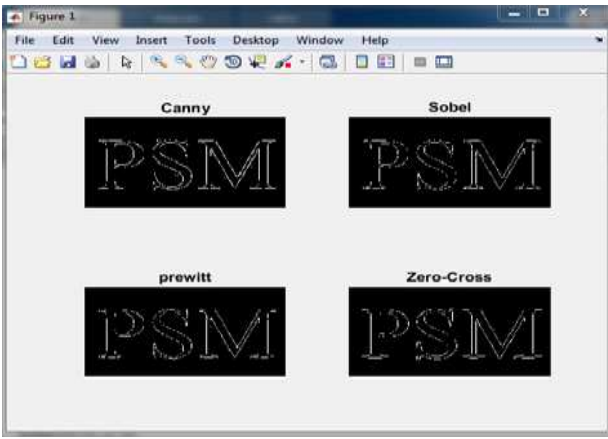 Figure 1
File Edit View Insert Tools Desktop Window Help
Canny
Sobel
PSM
PSM
prewitt
Zero-Cross
PSM
PSM